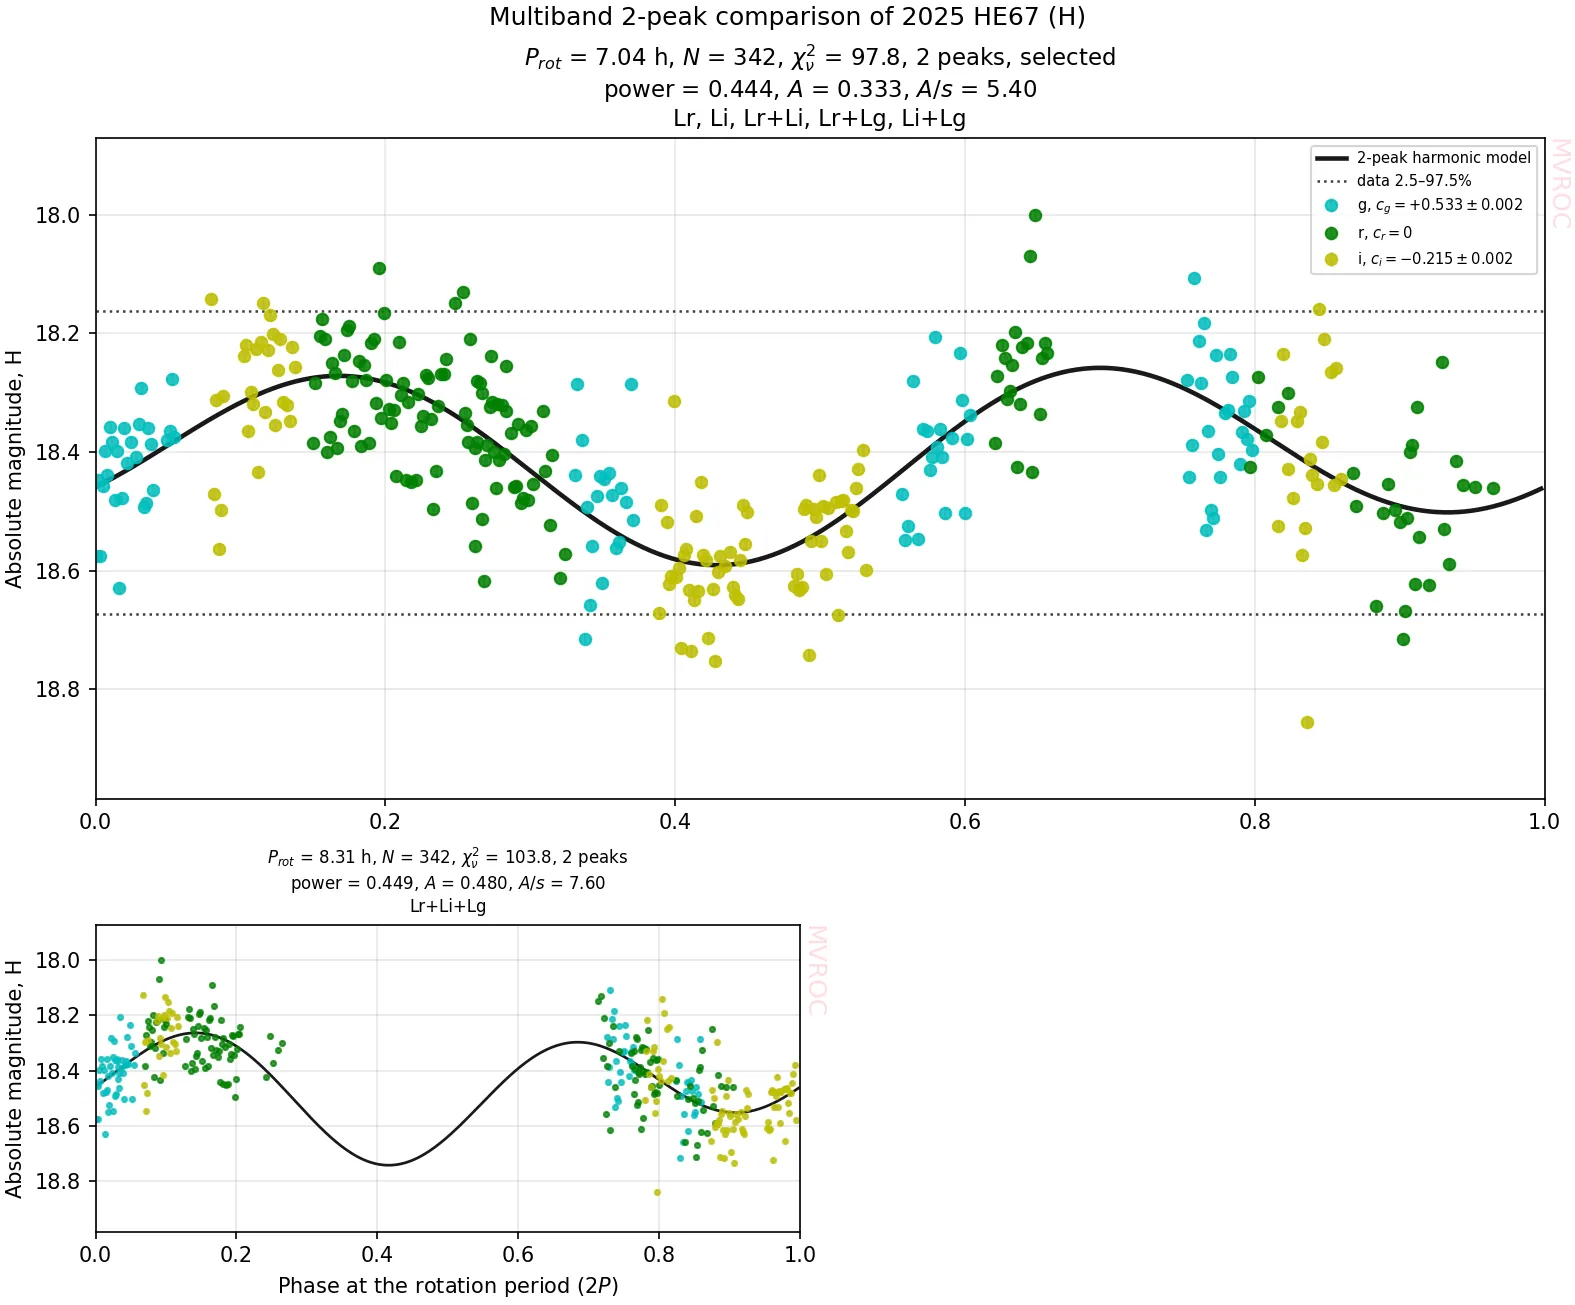 Multiband 2-peak comparison of 2025 HE67 (H)
P_rot = 7.04 h, N = 342, χ²_ν = 97.8, 2 peaks, selected
power = 0.444, A = 0.333, A/s = 5.40
Lr, Li, Lr+Li, Lr+Lg, Li+Lg
MVROC
2-peak harmonic model
data 2.5–97.5%
g, c_g = +0.533 ± 0.002
r, c_r = 0
i, c_i = −0.215 ± 0.002
Absolute magnitude, H
18.0
18.2
18.4
18.6
18.8
0.0 0.2 0.4 0.6 0.8 1.0
P_rot = 8.31 h, N = 342, χ²_ν = 103.8, 2 peaks
power = 0.449, A = 0.480, A/s = 7.60
Lr+Li+Lg
MVROC
Absolute magnitude, H
18.0
18.2
18.4
18.6
18.8
0.0 0.2 0.4 0.6 0.8 1.0
Phase at the rotation period (2P)